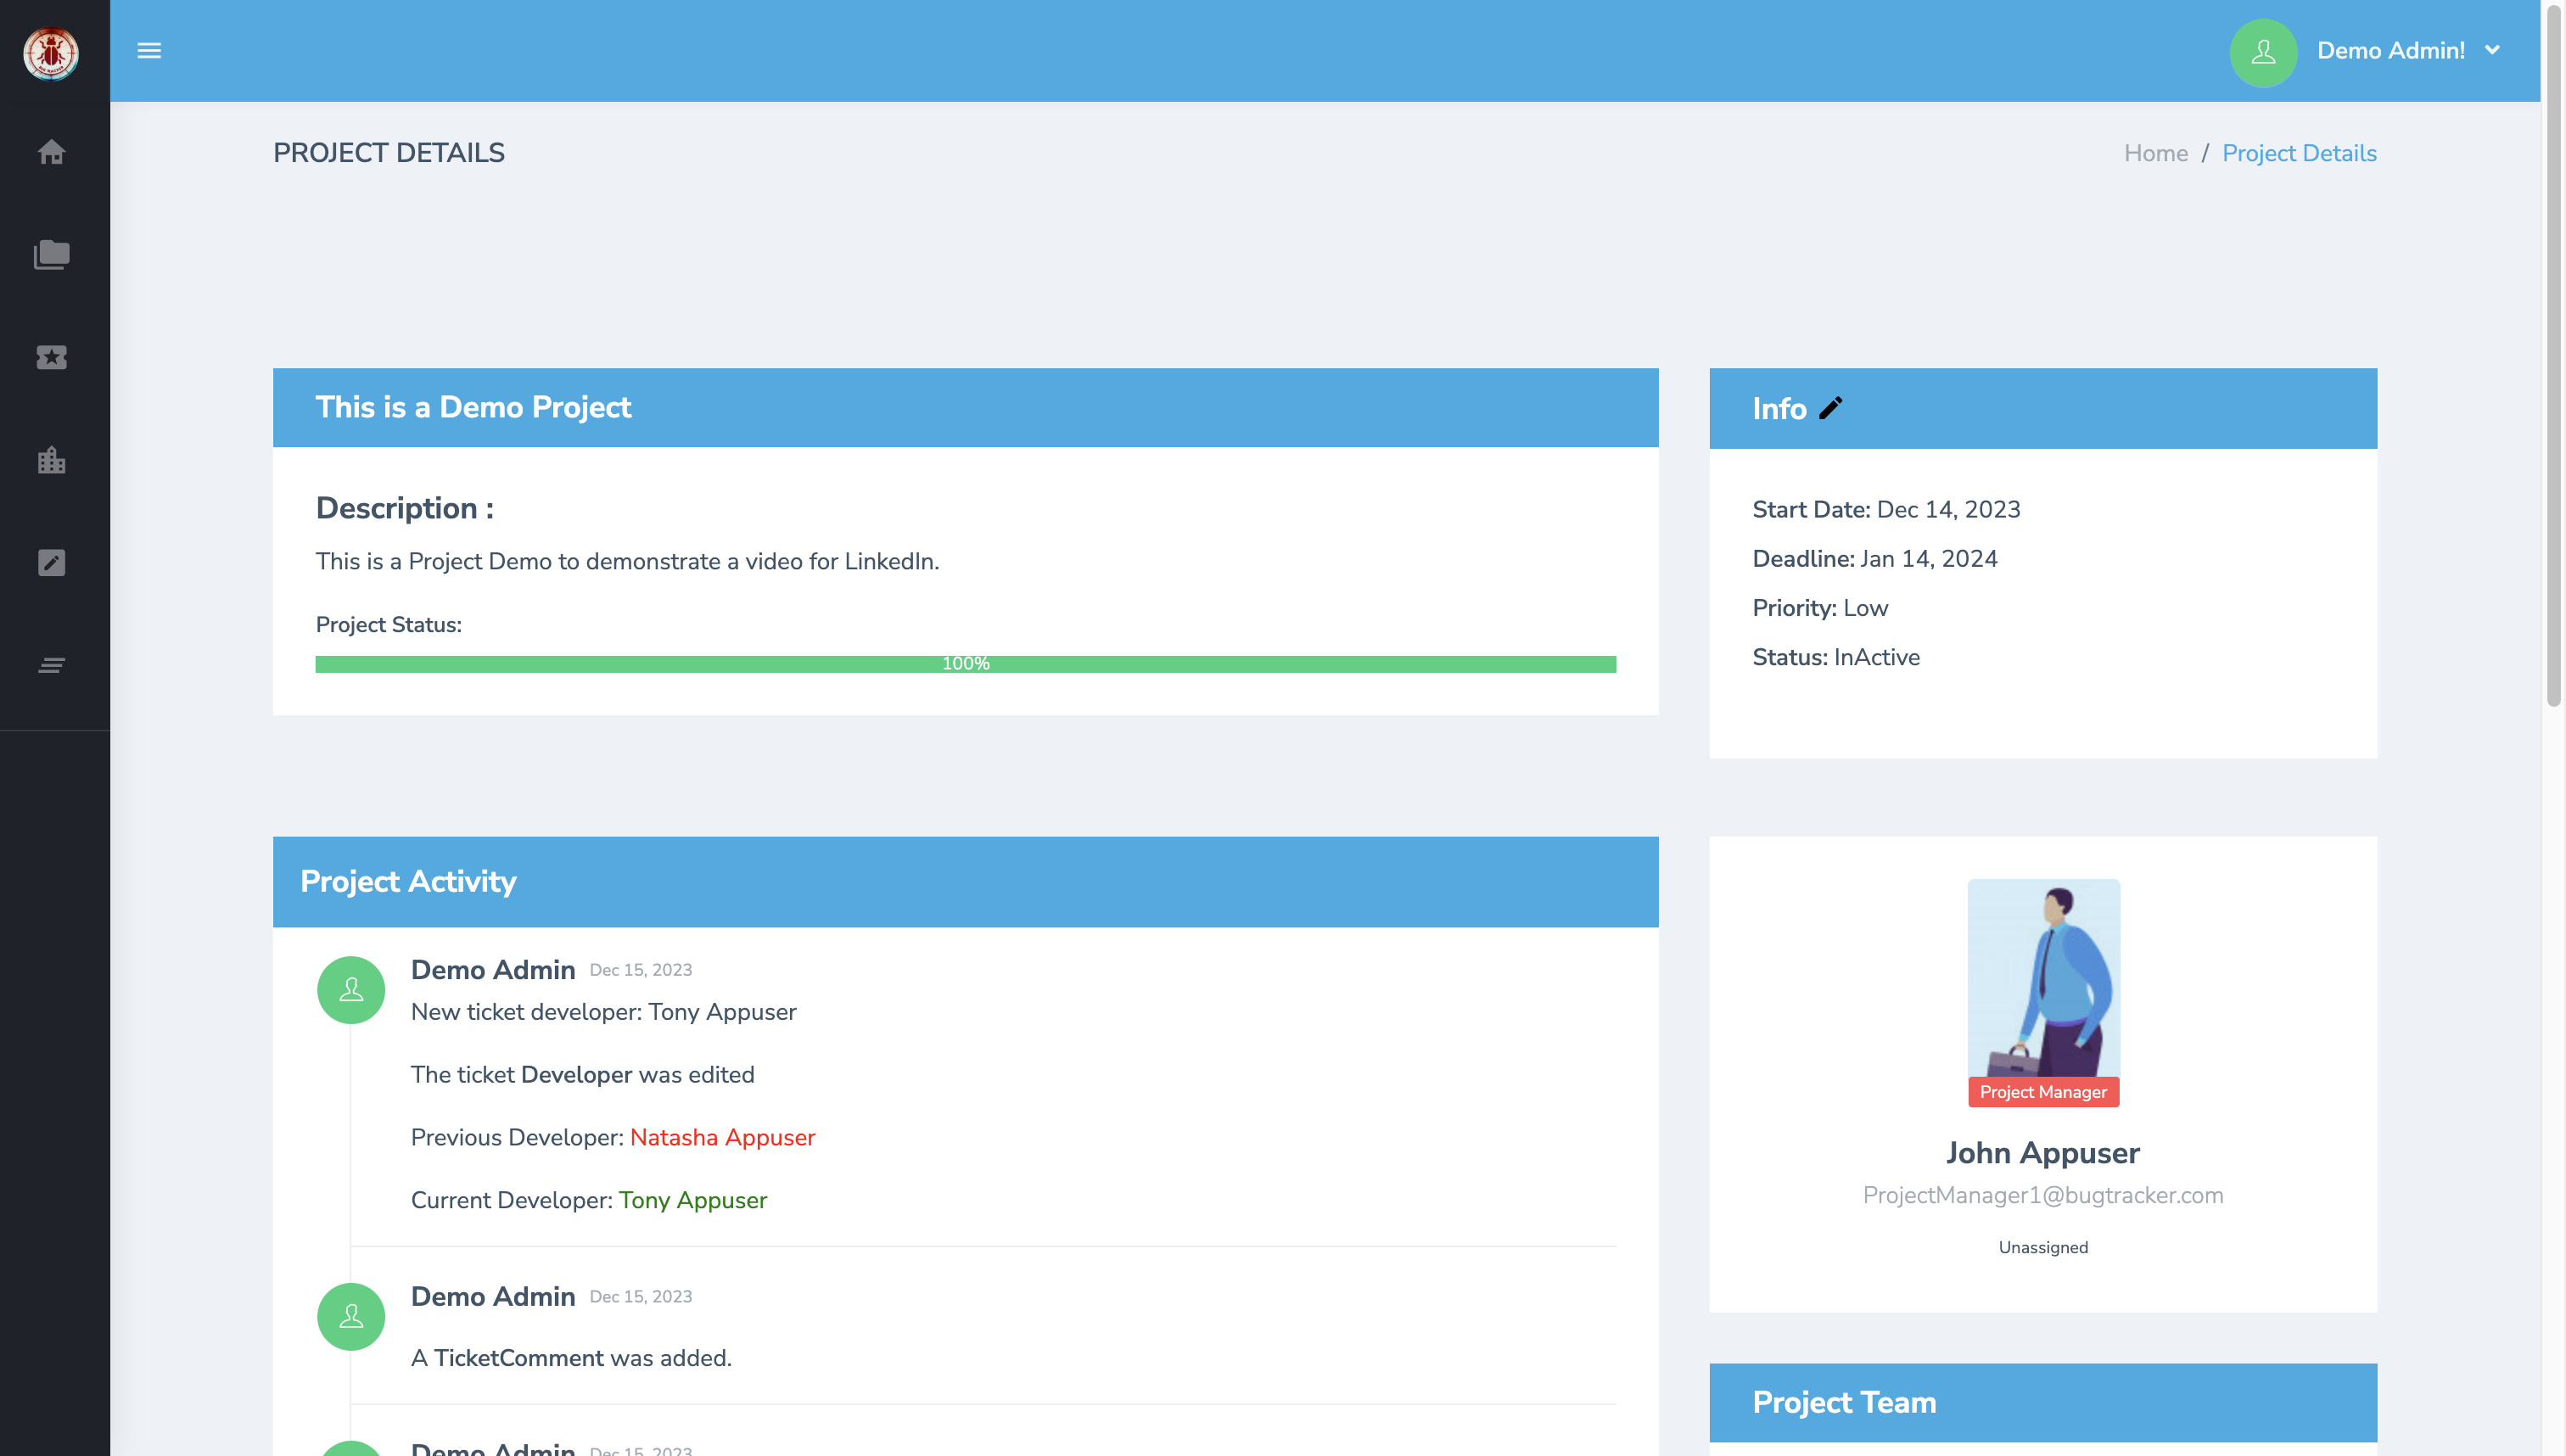 Demo Admin!
PROJECT DETAILS
Home / Project Details
This is a Demo Project
Description :
This is a Project Demo to demonstrate a video for LinkedIn.
Project Status:
100%
Info
Start Date: Dec 14, 2023
Deadline: Jan 14, 2024
Priority: Low
Status: InActive
Project Activity
Demo Admin Dec 15, 2023
New ticket developer: Tony Appuser
The ticket Developer was edited
Previous Developer: Natasha Appuser
Current Developer: Tony Appuser
Demo Admin Dec 15, 2023
A TicketComment was added.
Demo Admin Dec 15, 2023
Project Manager
John Appuser
ProjectManager1@bugtracker.com
Unassigned
Project Team